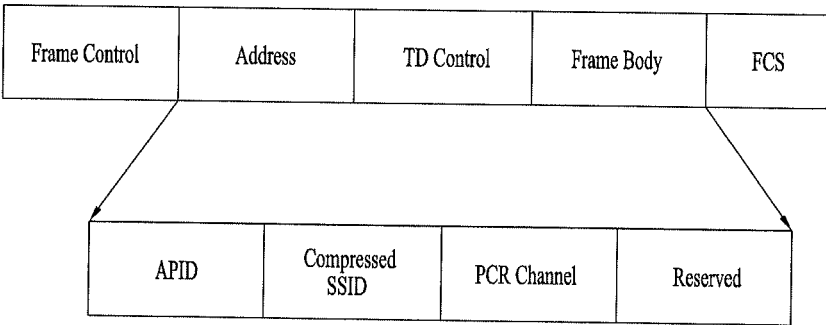 Frame Control Address TD Control Frame Body FCS
APID Compressed SSID PCR Channel Reserved